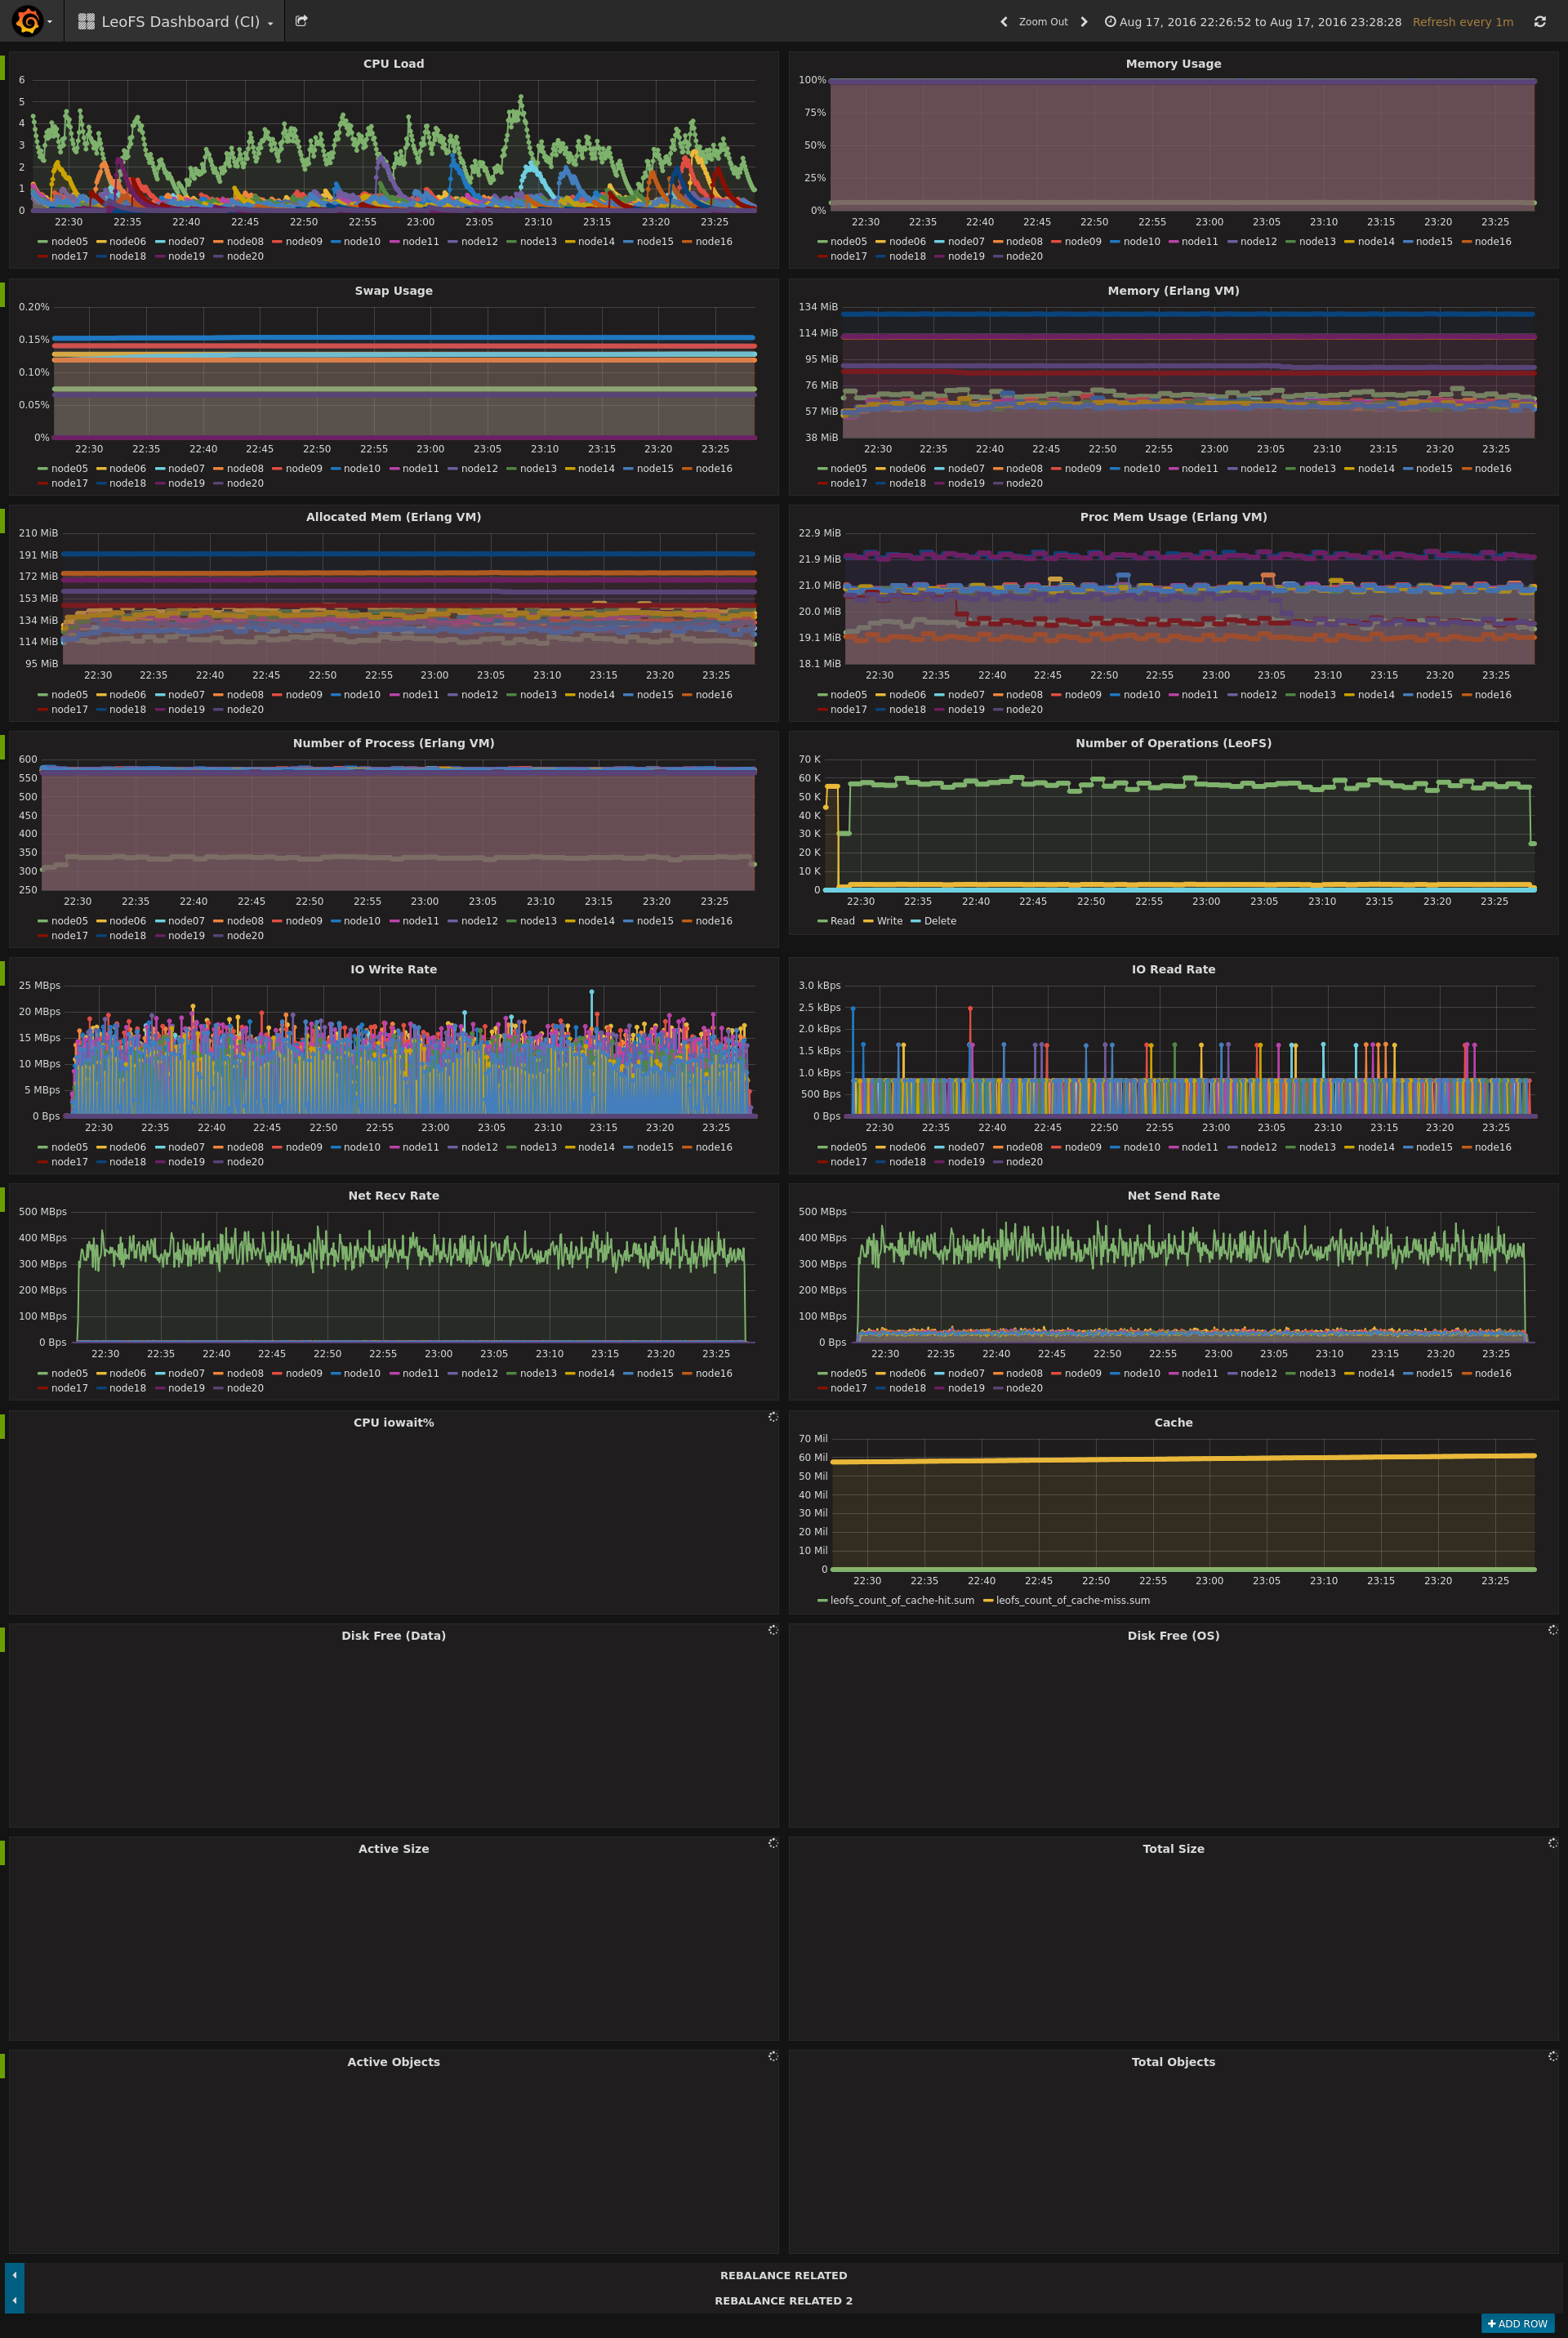 LeoFS Dashboard (CI)
Zoom Out
Aug 17, 2016 22:26:52 to Aug 17, 2016 23:28:28
Refresh every 1m
CPU Load
6
5
4
3
2
1
0
22:30 22:35 22:40 22:45 22:50 22:55 23:00 23:05 23:10 23:15 23:20 23:25
node05 node06 node07 node08 node09 node10 node11 node12 node13 node14 node15 node16
node17 node18 node19 node20
Memory Usage
100%
75%
50%
25%
0%
22:30 22:35 22:40 22:45 22:50 22:55 23:00 23:05 23:10 23:15 23:20 23:25
node05 node06 node07 node08 node09 node10 node11 node12 node13 node14 node15 node16
node17 node18 node19 node20
Swap Usage
0.20%
0.15%
0.10%
0.05%
0%
22:30 22:35 22:40 22:45 22:50 22:55 23:00 23:05 23:10 23:15 23:20 23:25
node05 node06 node07 node08 node09 node10 node11 node12 node13 node14 node15 node16
node17 node18 node19 node20
Memory (Erlang VM)
134 MiB
114 MiB
95 MiB
76 MiB
57 MiB
38 MiB
22:30 22:35 22:40 22:45 22:50 22:55 23:00 23:05 23:10 23:15 23:20 23:25
node05 node06 node07 node08 node09 node10 node11 node12 node13 node14 node15 node16
node17 node18 node19 node20
Allocated Mem (Erlang VM)
210 MiB
191 MiB
172 MiB
153 MiB
134 MiB
114 MiB
95 MiB
22:30 22:35 22:40 22:45 22:50 22:55 23:00 23:05 23:10 23:15 23:20 23:25
node05 node06 node07 node08 node09 node10 node11 node12 node13 node14 node15 node16
node17 node18 node19 node20
Proc Mem Usage (Erlang VM)
22.9 MiB
21.9 MiB
21.0 MiB
20.0 MiB
19.1 MiB
18.1 MiB
22:30 22:35 22:40 22:45 22:50 22:55 23:00 23:05 23:10 23:15 23:20 23:25
node05 node06 node07 node08 node09 node10 node11 node12 node13 node14 node15 node16
node17 node18 node19 node20
Number of Process (Erlang VM)
600
550
500
450
400
350
300
250
22:30 22:35 22:40 22:45 22:50 22:55 23:00 23:05 23:10 23:15 23:20 23:25
node05 node06 node07 node08 node09 node10 node11 node12 node13 node14 node15 node16
node17 node18 node19 node20
Number of Operations (LeoFS)
70 K
60 K
50 K
40 K
30 K
20 K
10 K
0
22:30 22:35 22:40 22:45 22:50 22:55 23:00 23:05 23:10 23:15 23:20 23:25
Read Write Delete
IO Write Rate
25 MBps
20 MBps
15 MBps
10 MBps
5 MBps
0 Bps
22:30 22:35 22:40 22:45 22:50 22:55 23:00 23:05 23:10 23:15 23:20 23:25
node05 node06 node07 node08 node09 node10 node11 node12 node13 node14 node15 node16
node17 node18 node19 node20
IO Read Rate
3.0 kBps
2.5 kBps
2.0 kBps
1.5 kBps
1.0 kBps
500 Bps
0 Bps
22:30 22:35 22:40 22:45 22:50 22:55 23:00 23:05 23:10 23:15 23:20 23:25
node05 node06 node07 node08 node09 node10 node11 node12 node13 node14 node15 node16
node17 node18 node19 node20
Net Recv Rate
500 MBps
400 MBps
300 MBps
200 MBps
100 MBps
0 Bps
22:30 22:35 22:40 22:45 22:50 22:55 23:00 23:05 23:10 23:15 23:20 23:25
node05 node06 node07 node08 node09 node10 node11 node12 node13 node14 node15 node16
node17 node18 node19 node20
Net Send Rate
500 MBps
400 MBps
300 MBps
200 MBps
100 MBps
0 Bps
22:30 22:35 22:40 22:45 22:50 22:55 23:00 23:05 23:10 23:15 23:20 23:25
node05 node06 node07 node08 node09 node10 node11 node12 node13 node14 node15 node16
node17 node18 node19 node20
CPU iowait%
Cache
70 Mil
60 Mil
50 Mil
40 Mil
30 Mil
20 Mil
10 Mil
0
22:30 22:35 22:40 22:45 22:50 22:55 23:00 23:05 23:10 23:15 23:20 23:25
leofs_count_of_cache-hit.sum leofs_count_of_cache-miss.sum
Disk Free (Data)
Disk Free (OS)
Active Size
Total Size
Active Objects
Total Objects
REBALANCE RELATED
REBALANCE RELATED 2
ADD ROW